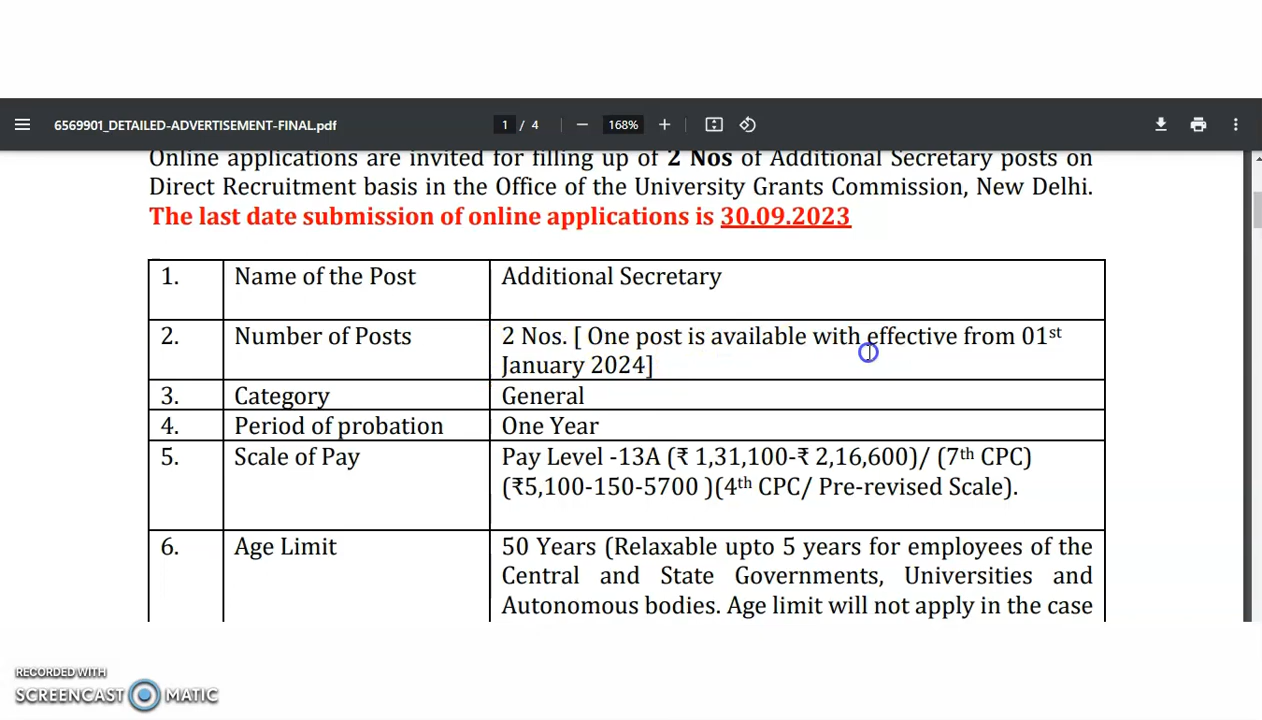 6569901_DETAILED-ADVERTISEMENT-FINAL.pdf 1 / 4 168%
Online applications are invited for filling up of 2 Nos of Additional Secretary posts on
Direct Recruitment basis in the Office of the University Grants Commission, New Delhi.
The last date submission of online applications is 30.09.2023
1. Name of the Post Additional Secretary
2. Number of Posts 2 Nos. [ One post is available with effective from 01st
January 2024]
3. Category General
4. Period of probation One Year
5. Scale of Pay Pay Level -13A (₹ 1,31,100-₹ 2,16,600)/ (7th CPC)
(₹5,100-150-5700 )(4th CPC/ Pre-revised Scale).
6. Age Limit 50 Years (Relaxable upto 5 years for employees of the
Central and State Governments, Universities and
Autonomous bodies. Age limit will not apply in the case
RECORDED WITH
SCREENCAST MATIC